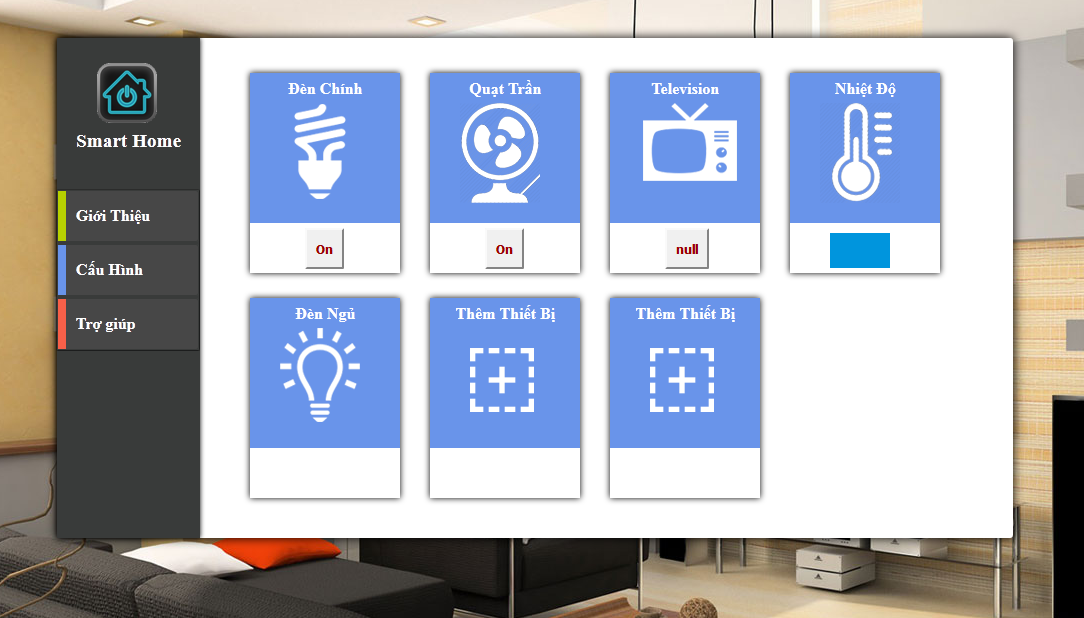 Smart Home
Giới Thiệu
Cấu Hình
Trợ giúp
Đèn Chính
Quạt Trần
Television
Nhiệt Độ
On
On
null
Đèn Ngủ
Thêm Thiết Bị
Thêm Thiết Bị